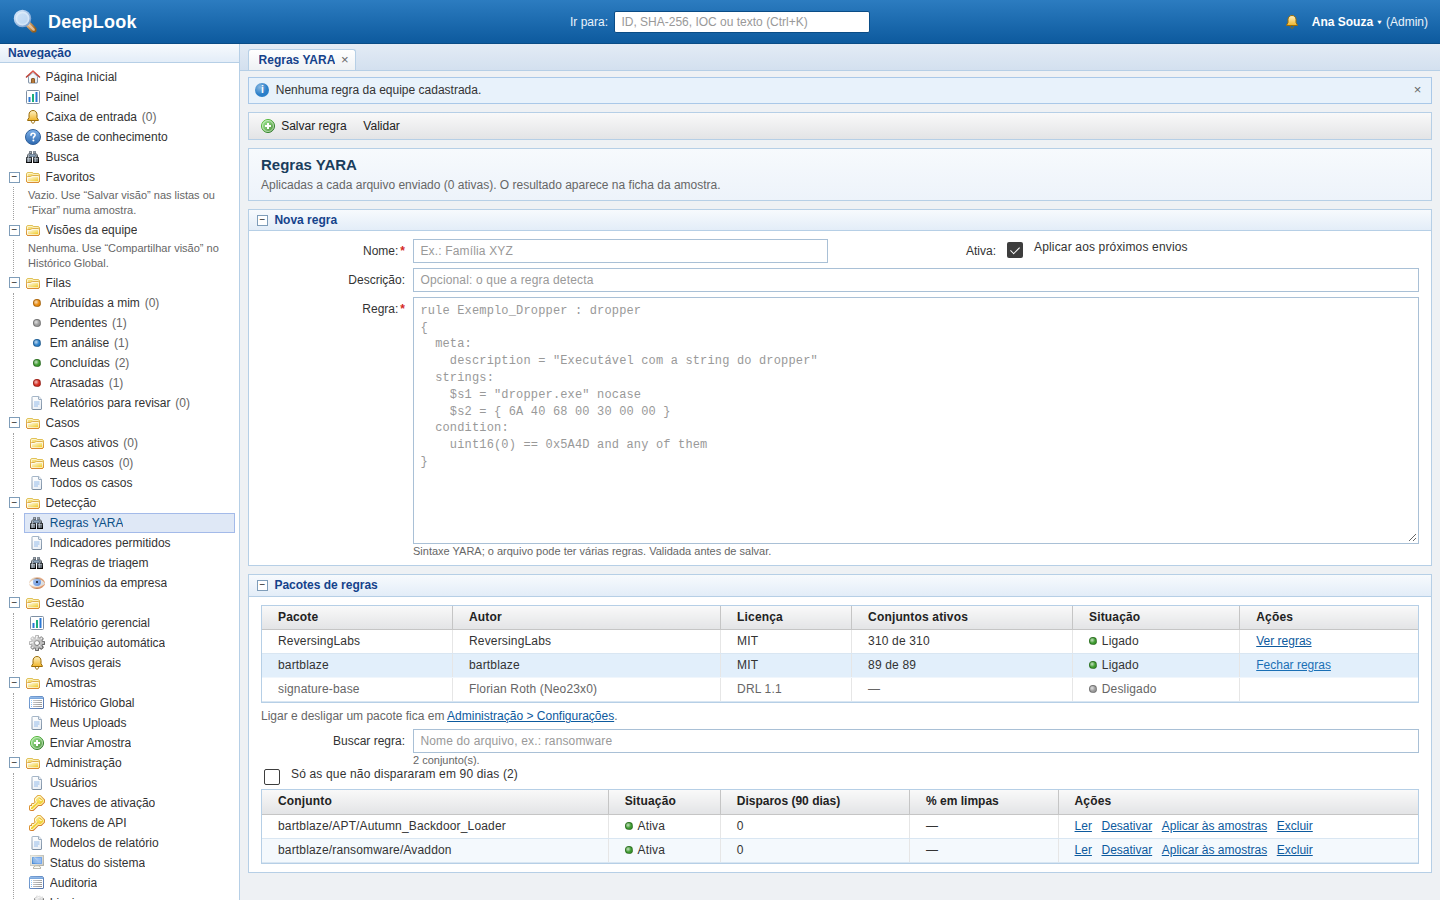 DeepLook
Ir para: ID, SHA-256, IOC ou texto (Ctrl+K)
Ana Souza (Admin)
Navegação
Página Inicial
Painel
Caixa de entrada (0)
Base de conhecimento
Busca
Favoritos
Vazio. Use “Salvar visão” nas listas ou
“Fixar” numa amostra.
Visões da equipe
Nenhuma. Use “Compartilhar visão” no
Histórico Global.
Filas
Atribuídas a mim (0)
Pendentes (1)
Em análise (1)
Concluídas (2)
Atrasadas (1)
Relatórios para revisar (0)
Casos
Casos ativos (0)
Meus casos (0)
Todos os casos
Detecção
Regras YARA
Indicadores permitidos
Regras de triagem
Domínios da empresa
Gestão
Relatório gerencial
Atribuição automática
Avisos gerais
Amostras
Histórico Global
Meus Uploads
Enviar Amostra
Administração
Usuários
Chaves de ativação
Tokens de API
Modelos de relatório
Status do sistema
Auditoria
Regras YARA ×
Nenhuma regra da equipe cadastrada. ×
Salvar regra Validar
Regras YARA
Aplicadas a cada arquivo enviado (0 ativas). O resultado aparece na ficha da amostra.
Nova regra
Nome:* Ex.: Família XYZ Ativa: Aplicar aos próximos envios
Descrição: Opcional: o que a regra detecta
Regra:* rule Exemplo_Dropper : dropper
{
meta:
description = "Executável com a string do dropper"
strings:
$s1 = "dropper.exe" nocase
$s2 = { 6A 40 68 00 30 00 00 }
condition:
uint16(0) == 0x5A4D and any of them
}
Sintaxe YARA; o arquivo pode ter várias regras. Validada antes de salvar.
Pacotes de regras
Pacote Autor Licença Conjuntos ativos Situação Ações
ReversingLabs ReversingLabs MIT 310 de 310 Ligado Ver regras
bartblaze bartblaze MIT 89 de 89 Ligado Fechar regras
signature-base Florian Roth (Neo23x0) DRL 1.1 — Desligado
Ligar e desligar um pacote fica em Administração > Configurações.
Buscar regra: Nome do arquivo, ex.: ransomware
2 conjunto(s).
Só as que não dispararam em 90 dias (2)
Conjunto Situação Disparos (90 dias) % em limpas Ações
bartblaze/APT/Autumn_Backdoor_Loader Ativa 0 — Ler Desativar Aplicar às amostras Excluir
bartblaze/ransomware/Avaddon Ativa 0 — Ler Desativar Aplicar às amostras Excluir